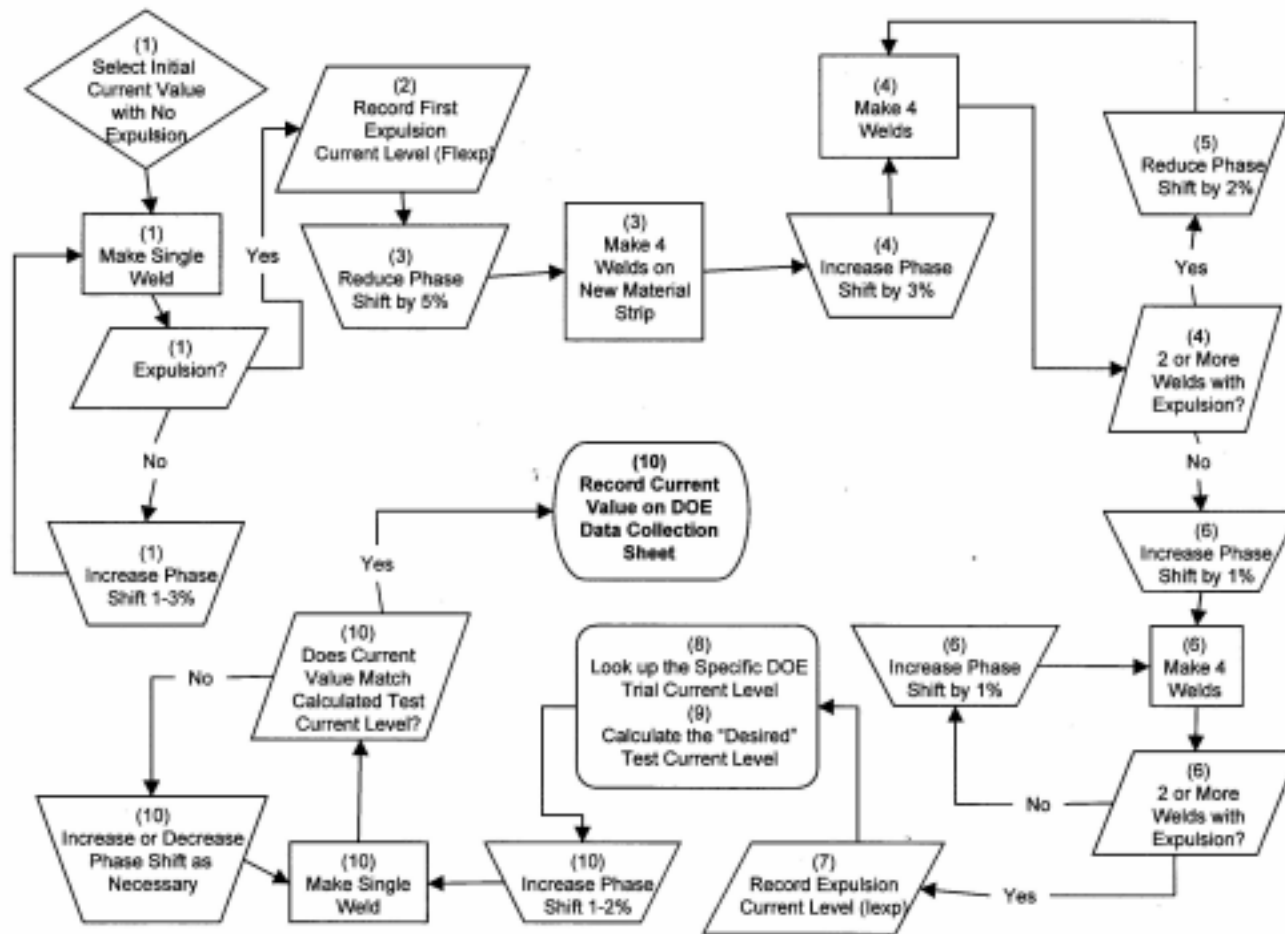 (1)
Select Initial
Current Value
with No
Expulsion
(1)
Make Single
Weld
(1)
Expulsion?
Yes
No
(1)
Increase Phase
Shift 1-3%
(2)
Record First
Expulsion
Current Level (FIexp)
(3)
Reduce Phase
Shift by 5%
(3)
Make 4
Welds on
New Material
Strip
(4)
Increase Phase
Shift by 3%
(4)
Make 4
Welds
(5)
Reduce Phase
Shift by 2%
Yes
(4)
2 or More
Welds with
Expulsion?
No
(6)
Increase Phase
Shift by 1%
(6)
Make 4
Welds
(6)
Increase Phase
Shift by 1%
No
(6)
2 or More
Welds with
Expulsion?
Yes
(7)
Record Expulsion
Current Level (Iexp)
(8)
Look up the Specific DOE
Trial Current Level
(9)
Calculate the "Desired"
Test Current Level
(10)
Increase Phase
Shift 1-2%
(10)
Make Single
Weld
(10)
Does Current
Value Match
Calculated Test
Current Level?
No
(10)
Increase or Decrease
Phase Shift as
Necessary
Yes
(10)
Record Current
Value on DOE
Data Collection
Sheet